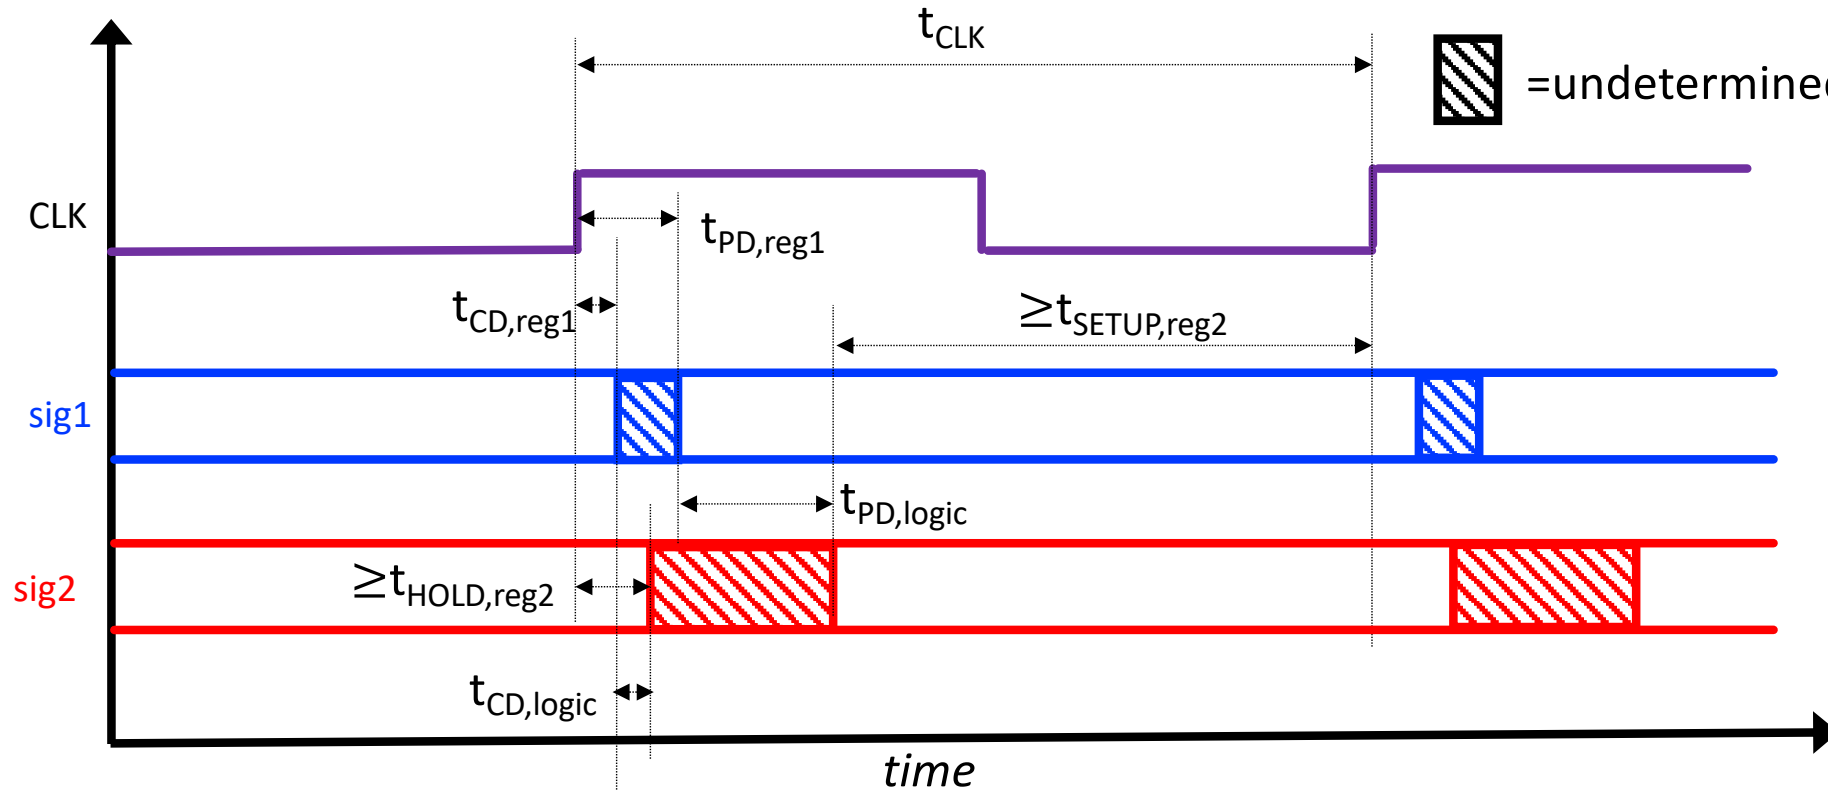 tCLK
=undetermined
CLK
tPD,reg1
tCD,reg1
≥tSETUP,reg2
sig1
tPD,logic
sig2
≥tHOLD,reg2
tCD,logic
time